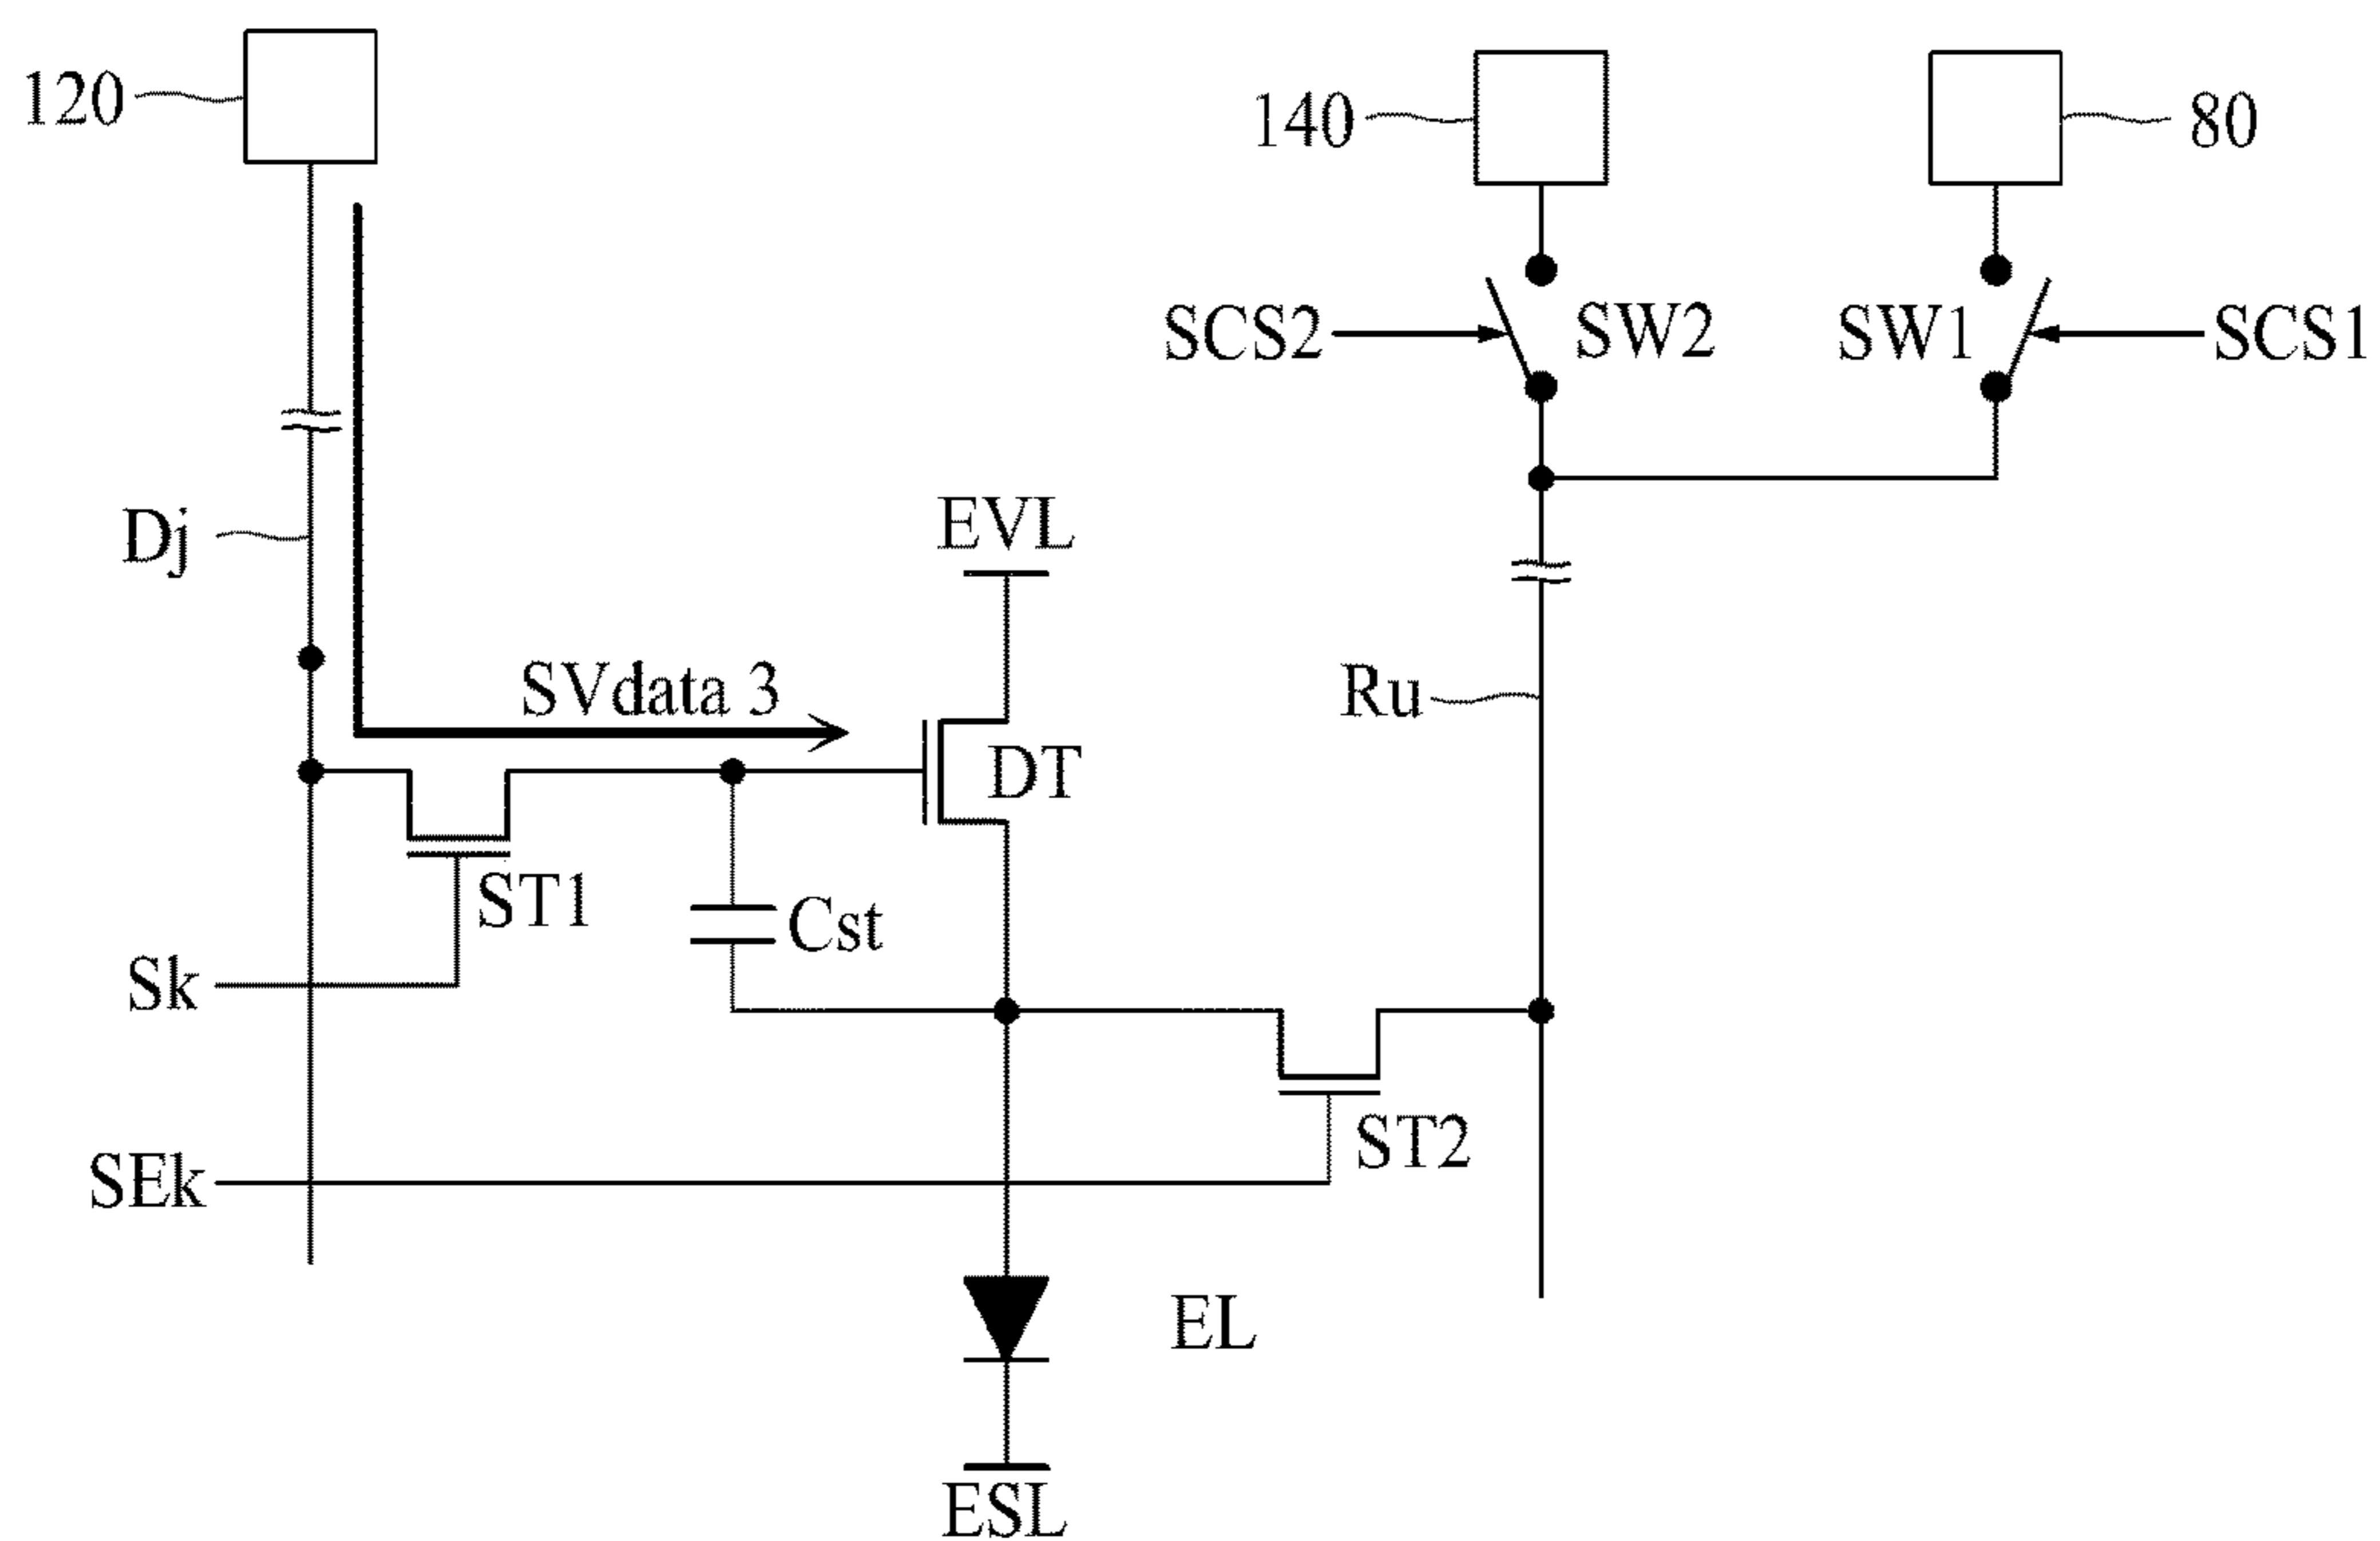 120
140
80
SCS2
SW2
SW1
SCS1
EVL
Dj
SVdata 3
Ru
DT
ST1
Cst
Sk
ST2
SEk
EL
ESL